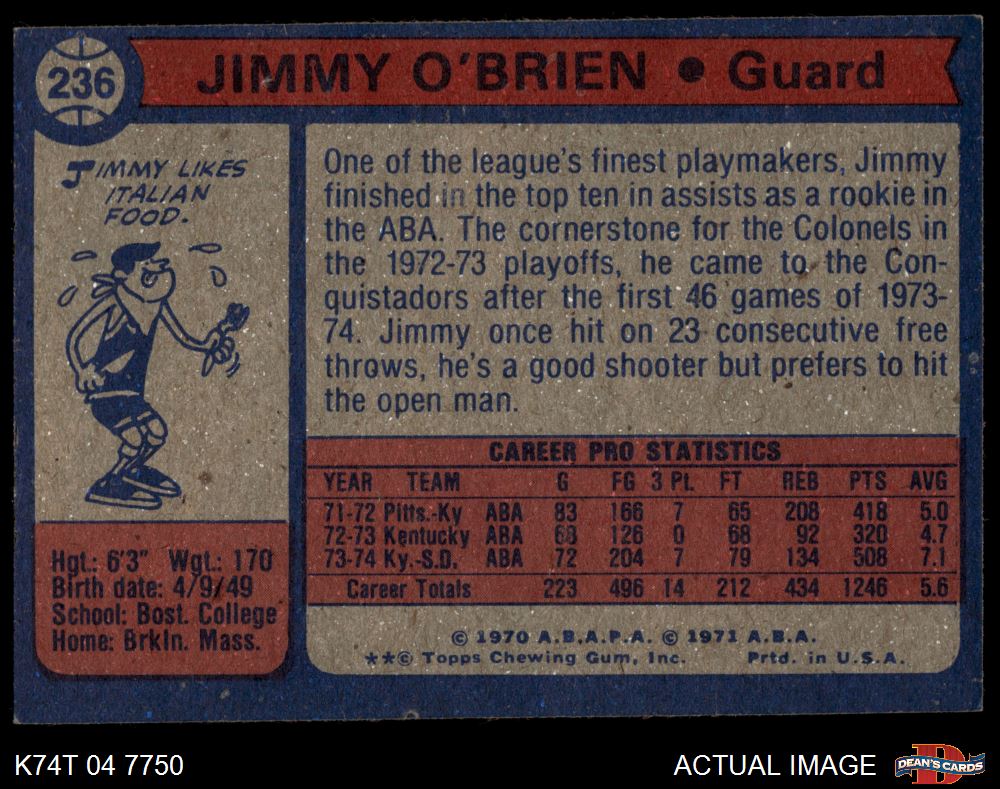 236
JIMMY O'BRIEN • Guard
JIMMY LIKES
ITALIAN
FOOD.
One of the league's finest playmakers, Jimmy
finished in the top ten in assists as a rookie in
the ABA. The cornerstone for the Colonels in
the 1972-73 playoffs, he came to the Con-
quistadors after the first 46 games of 1973-
74. Jimmy once hit on 23 consecutive free
throws, he's a good shooter but prefers to hit
the open man.
CAREER PRO STATISTICS
YEAR TEAM G FG 3 Pt. FT REB PTS AVG
71-72 Pitts.-Ky ABA 83 166 7 65 208 418 5.0
72-73 Kentucky ABA 68 126 0 68 92 320 4.7
73-74 Ky.-S.D. ABA 72 204 7 79 134 508 7.1
Career Totals 223 496 14 212 434 1246 5.6
Hgt.: 6'3" Wgt.: 170
Birth date: 4/9/49
School: Bost. College
Home: Brkln. Mass.
© 1970 A.B.A.P.A. © 1971 A.B.A.
★★© Topps Chewing Gum, Inc. Prtd. in U.S.A.
K74T 04 7750
ACTUAL IMAGE
D
DEAN'S CARDS